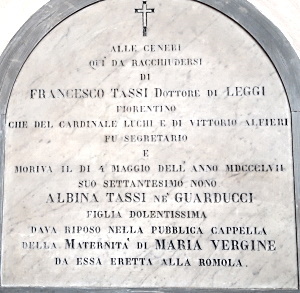 ALLE CENERI
QUÌ DA RACCHIUDERSI
DI
FRANCESCO TASSI DOTTORE DI LEGGI
FIORENTINO
CHE DEL CARDINALE LUCHI E DI VITTORIO ALFIERI
FU SEGRETARIO
E
MORIVA IL DÌ 4 MAGGIO DELL' ANNO MDCCCLVII
SUO SETTANTESIMO NONO
ALBINA TASSI NE' GUARDUCCI
FIGLIA DOLENTISSIMA
DAVA RIPOSO NELLA PUBBLICA CAPPELLA
DELLA MATERNITA' DI MARIA VERGINE
DA ESSA ERETTA ALLA ROMOLA.